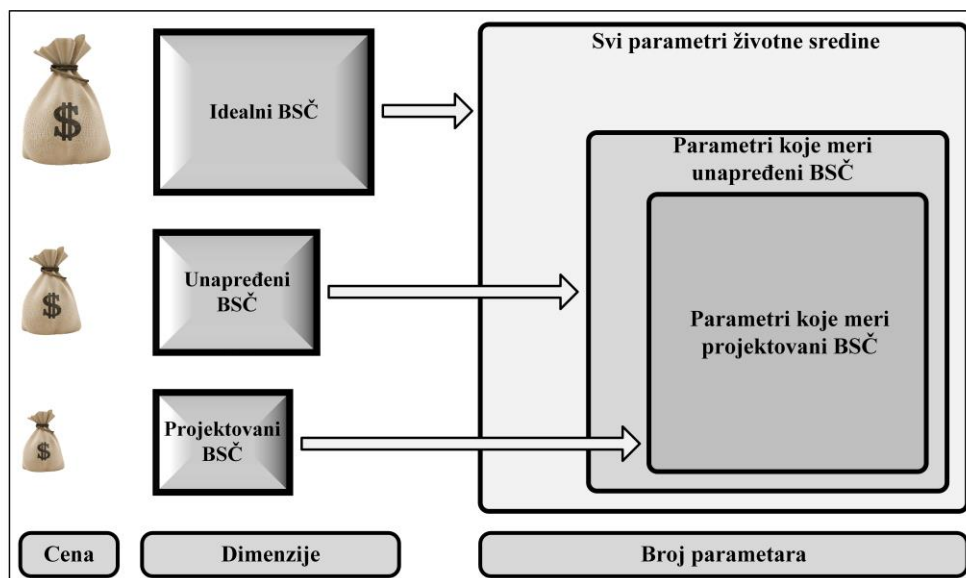 Svi parametri životne sredine
$
Idealni BSČ
Parametri koje meri
unapređeni BSČ
$
Unapređeni
BSČ
Parametri koje meri
projektovani BSČ
$
Projektovani
BSČ
Cena
Dimenzije
Broj parametara